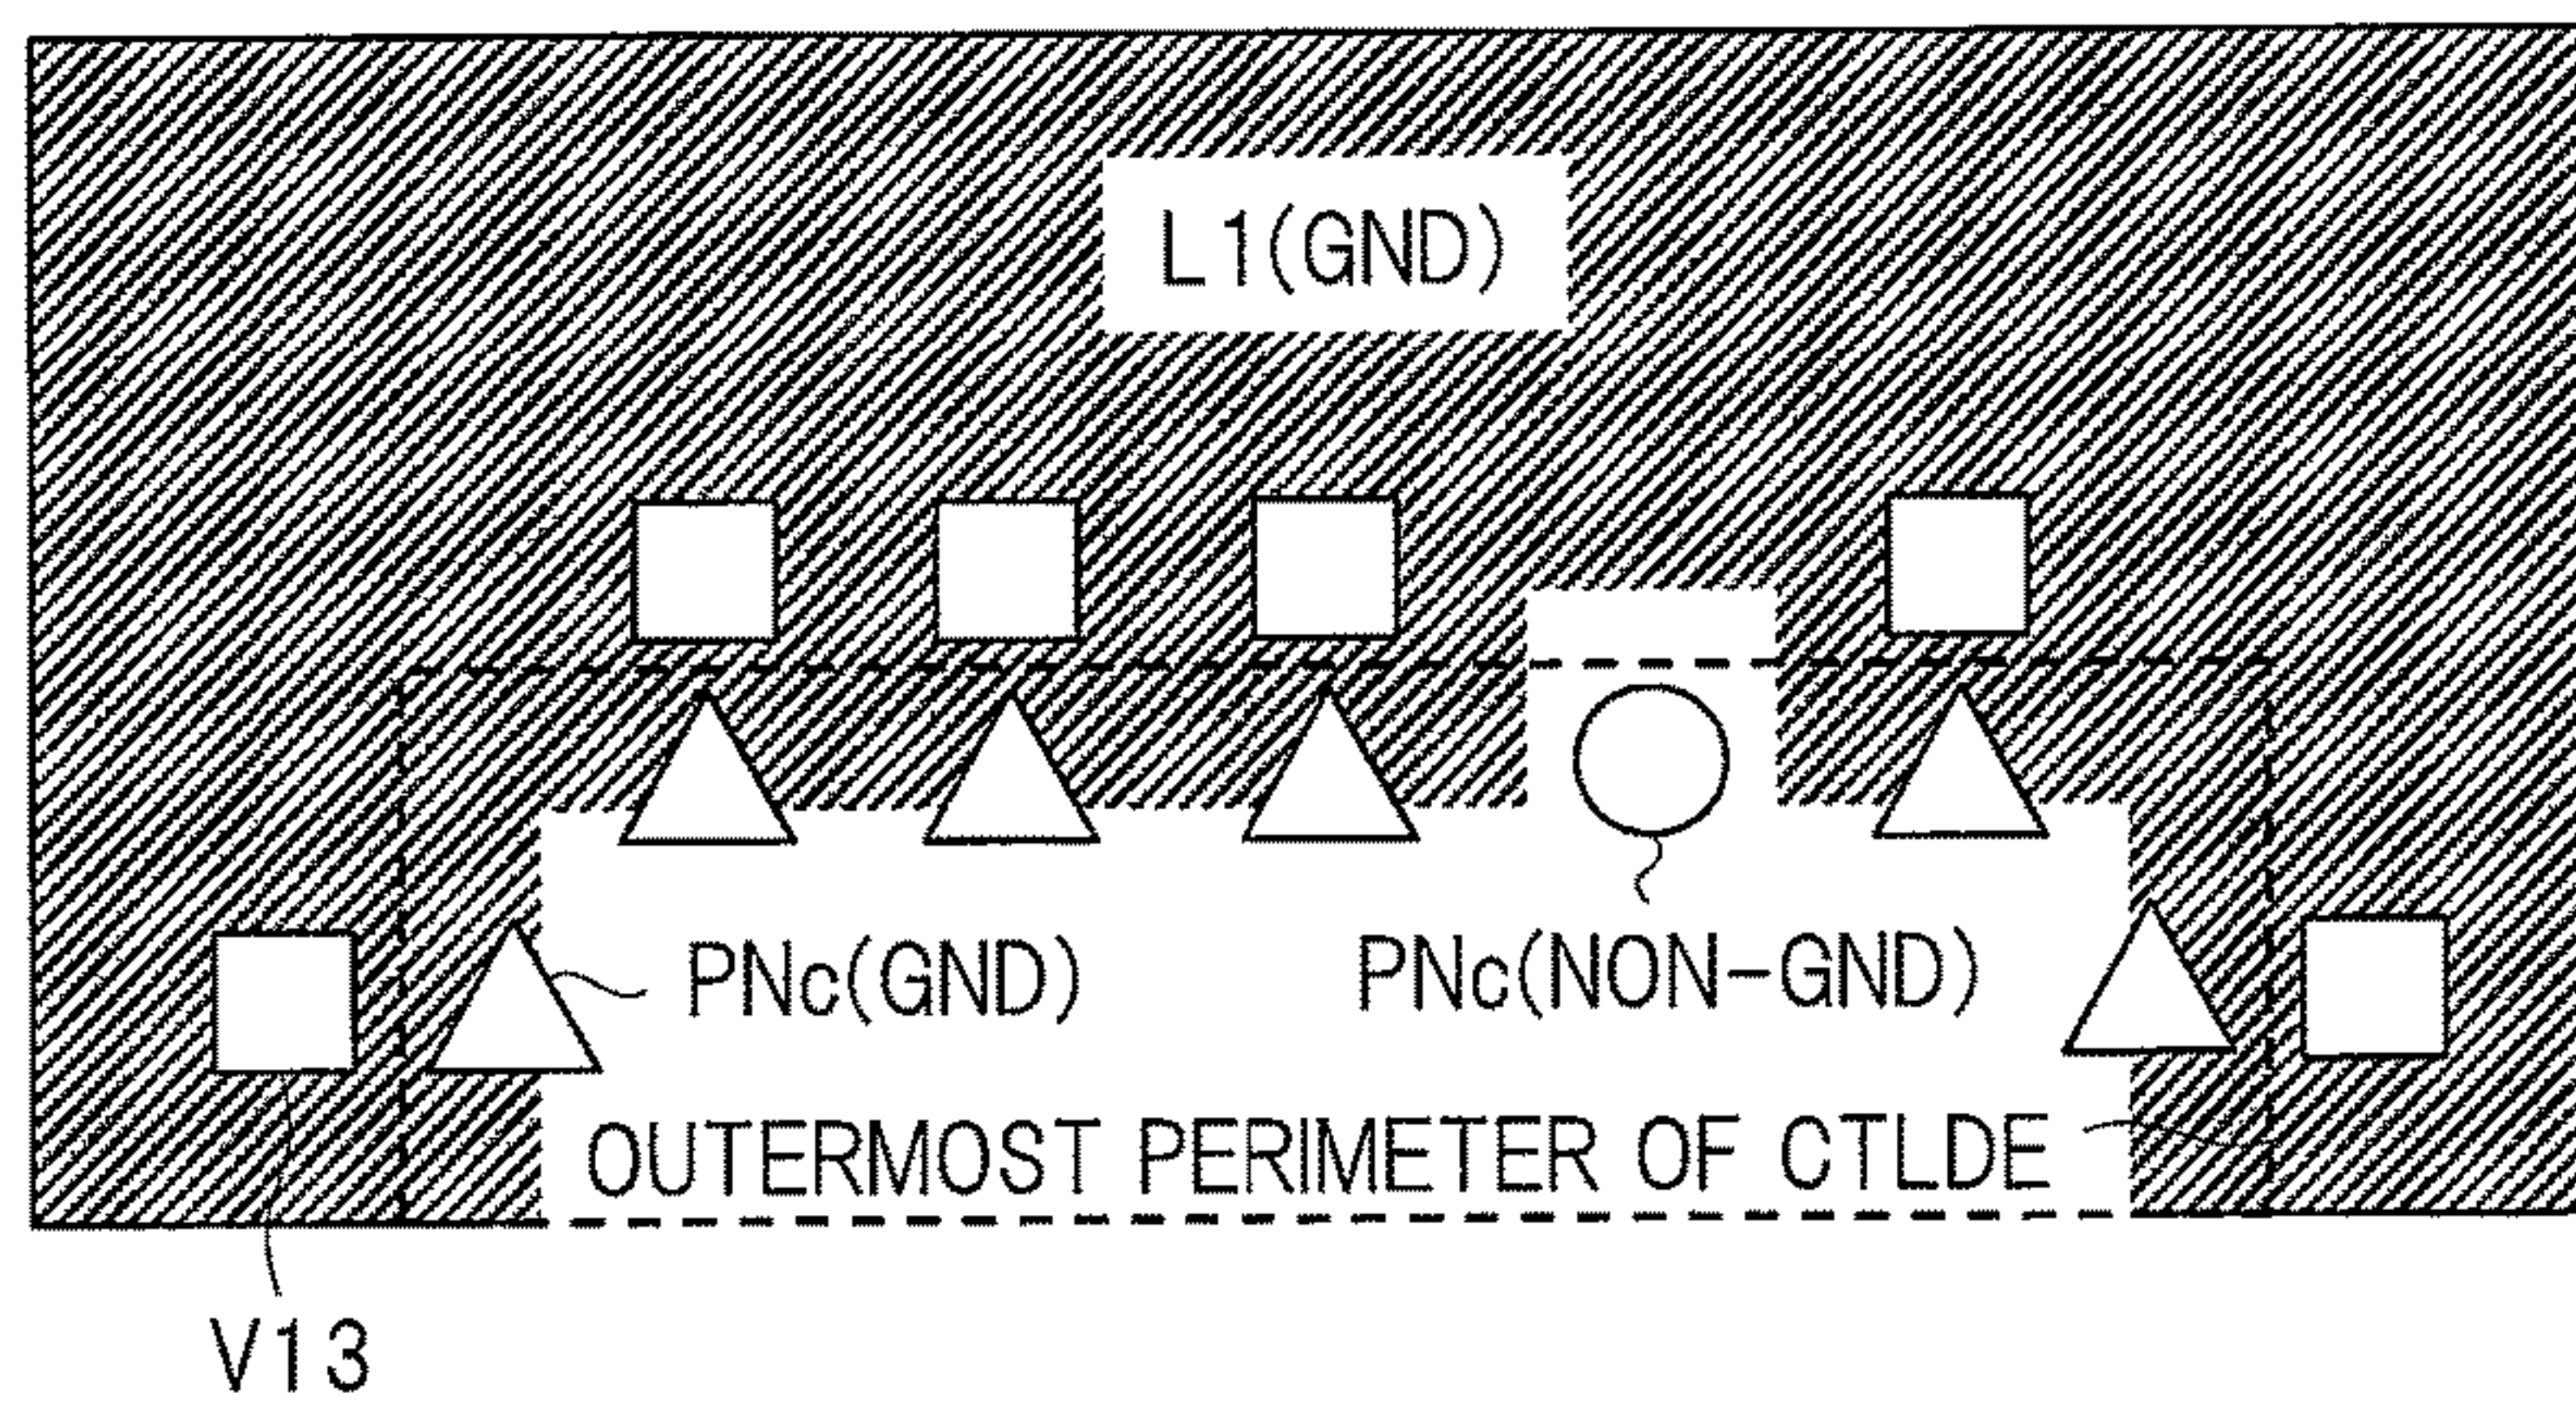 L1(GND)
PNc(GND) PNc(NON-GND)
OUTERMOST PERIMETER OF CTLDE
V13